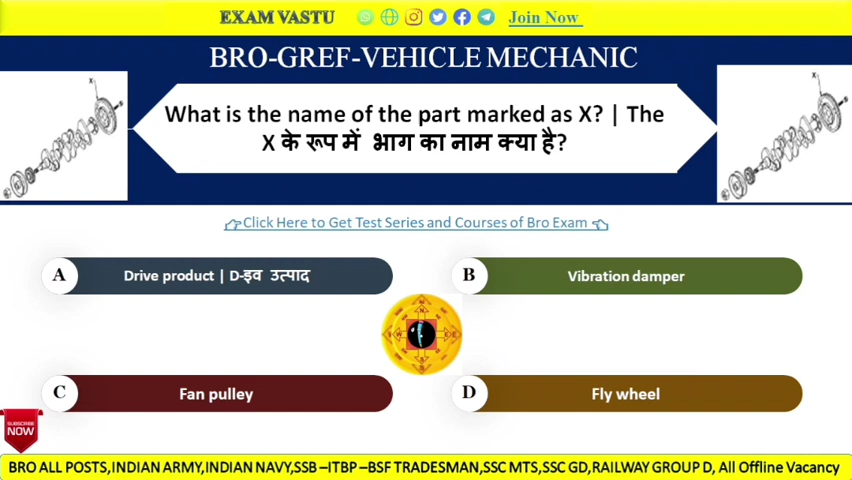 EXAM VASTU Join Now
BRO-GREF-VEHICLE MECHANIC
X
X
What is the name of the part marked as X? | The
X के रूप में भाग का नाम क्या है?
Click Here to Get Test Series and Courses of Bro Exam
A Drive product | D-इव उत्पाद
B Vibration damper
C Fan pulley
D Fly wheel
SUBSCRIBE
NOW
BRO ALL POSTS,INDIAN ARMY,INDIAN NAVY,SSB –ITBP –BSF TRADESMAN,SSC MTS,SSC GD,RAILWAY GROUP D, All Offline Vacancy